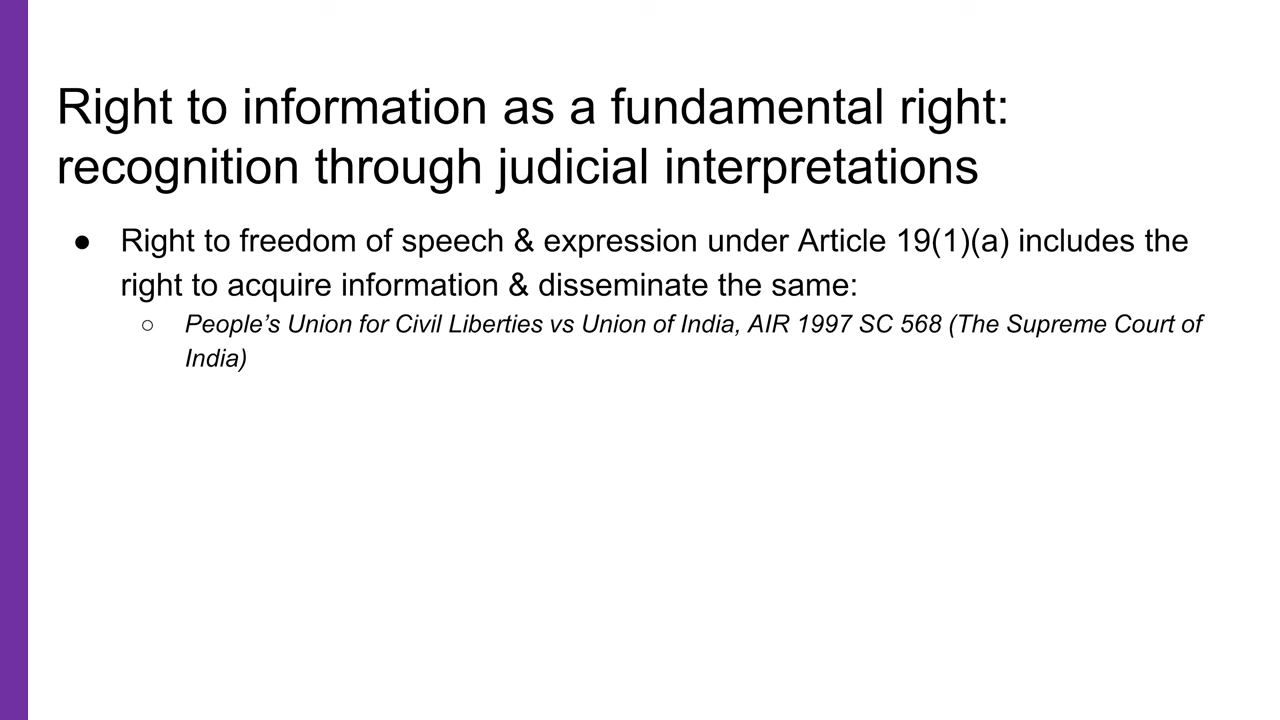 Right to information as a fundamental right:
recognition through judicial interpretations
● Right to freedom of speech & expression under Article 19(1)(a) includes the
right to acquire information & disseminate the same:
○ People’s Union for Civil Liberties vs Union of India, AIR 1997 SC 568 (The Supreme Court of
India)